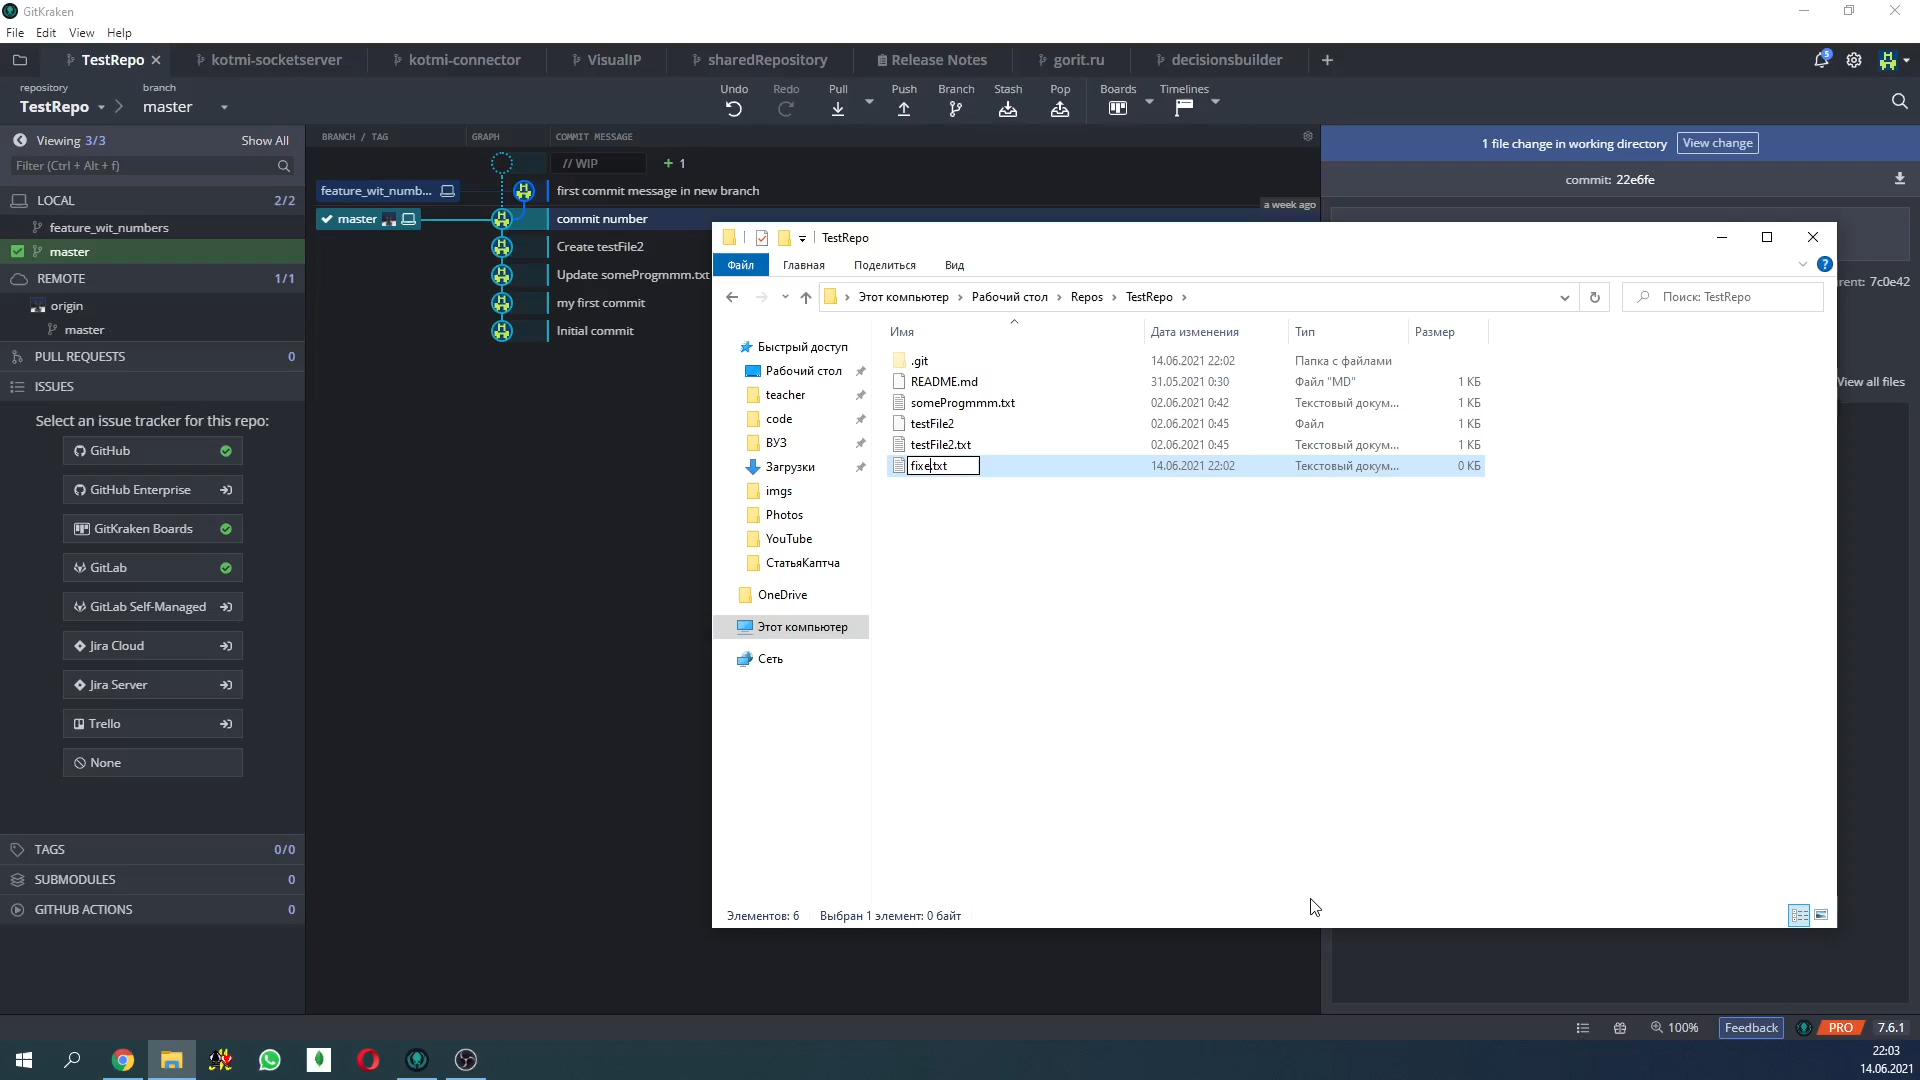 GitKraken
File Edit View Help
TestRepo kotmi-socketserver kotmi-connector VisualIP sharedRepository Release Notes gorit.ru decisionsbuilder
5
repository branch
TestRepo master
Undo Redo Pull Push Branch Stash Pop Boards Timelines
Viewing 3/3 Show All
Filter (Ctrl + Alt + f)
LOCAL 2/2
feature_wit_numbers
master
REMOTE 1/1
origin
master
PULL REQUESTS 0
ISSUES
Select an issue tracker for this repo:
GitHub
GitHub Enterprise
GitKraken Boards
GitLab
GitLab Self-Managed
Jira Cloud
Jira Server
Trello
None
TAGS 0/0
SUBMODULES 0
GITHUB ACTIONS 0
BRANCH / TAG GRAPH COMMIT MESSAGE
// WIP 1
feature_wit_numb... first commit message in new branch
a week ago
master commit number
Create testFile2
Update someProgmmm.txt
my first commit
Initial commit
1 file change in working directory View change
commit: 22e6fe
rent: 7c0e42
View all files
TestRepo
Файл Главная Поделиться Вид
Этот компьютер Рабочий стол Repos TestRepo Поиск: TestRepo
Имя Дата изменения Тип Размер
.git 14.06.2021 22:02 Папка с файлами
README.md 31.05.2021 0:30 Файл "MD" 1 КБ
someProgmmm.txt 02.06.2021 0:42 Текстовый докум... 1 КБ
testFile2 02.06.2021 0:45 Файл 1 КБ
testFile2.txt 02.06.2021 0:45 Текстовый докум... 1 КБ
fixe.txt 14.06.2021 22:02 Текстовый докум... 0 КБ
Быстрый доступ
Рабочий стол
teacher
code
ВУЗ
Загрузки
imgs
Photos
YouTube
СтатьяКаптча
OneDrive
Этот компьютер
Сеть
Элементов: 6 Выбран 1 элемент: 0 байт
100% Feedback PRO 7.6.1
22:03
14.06.2021